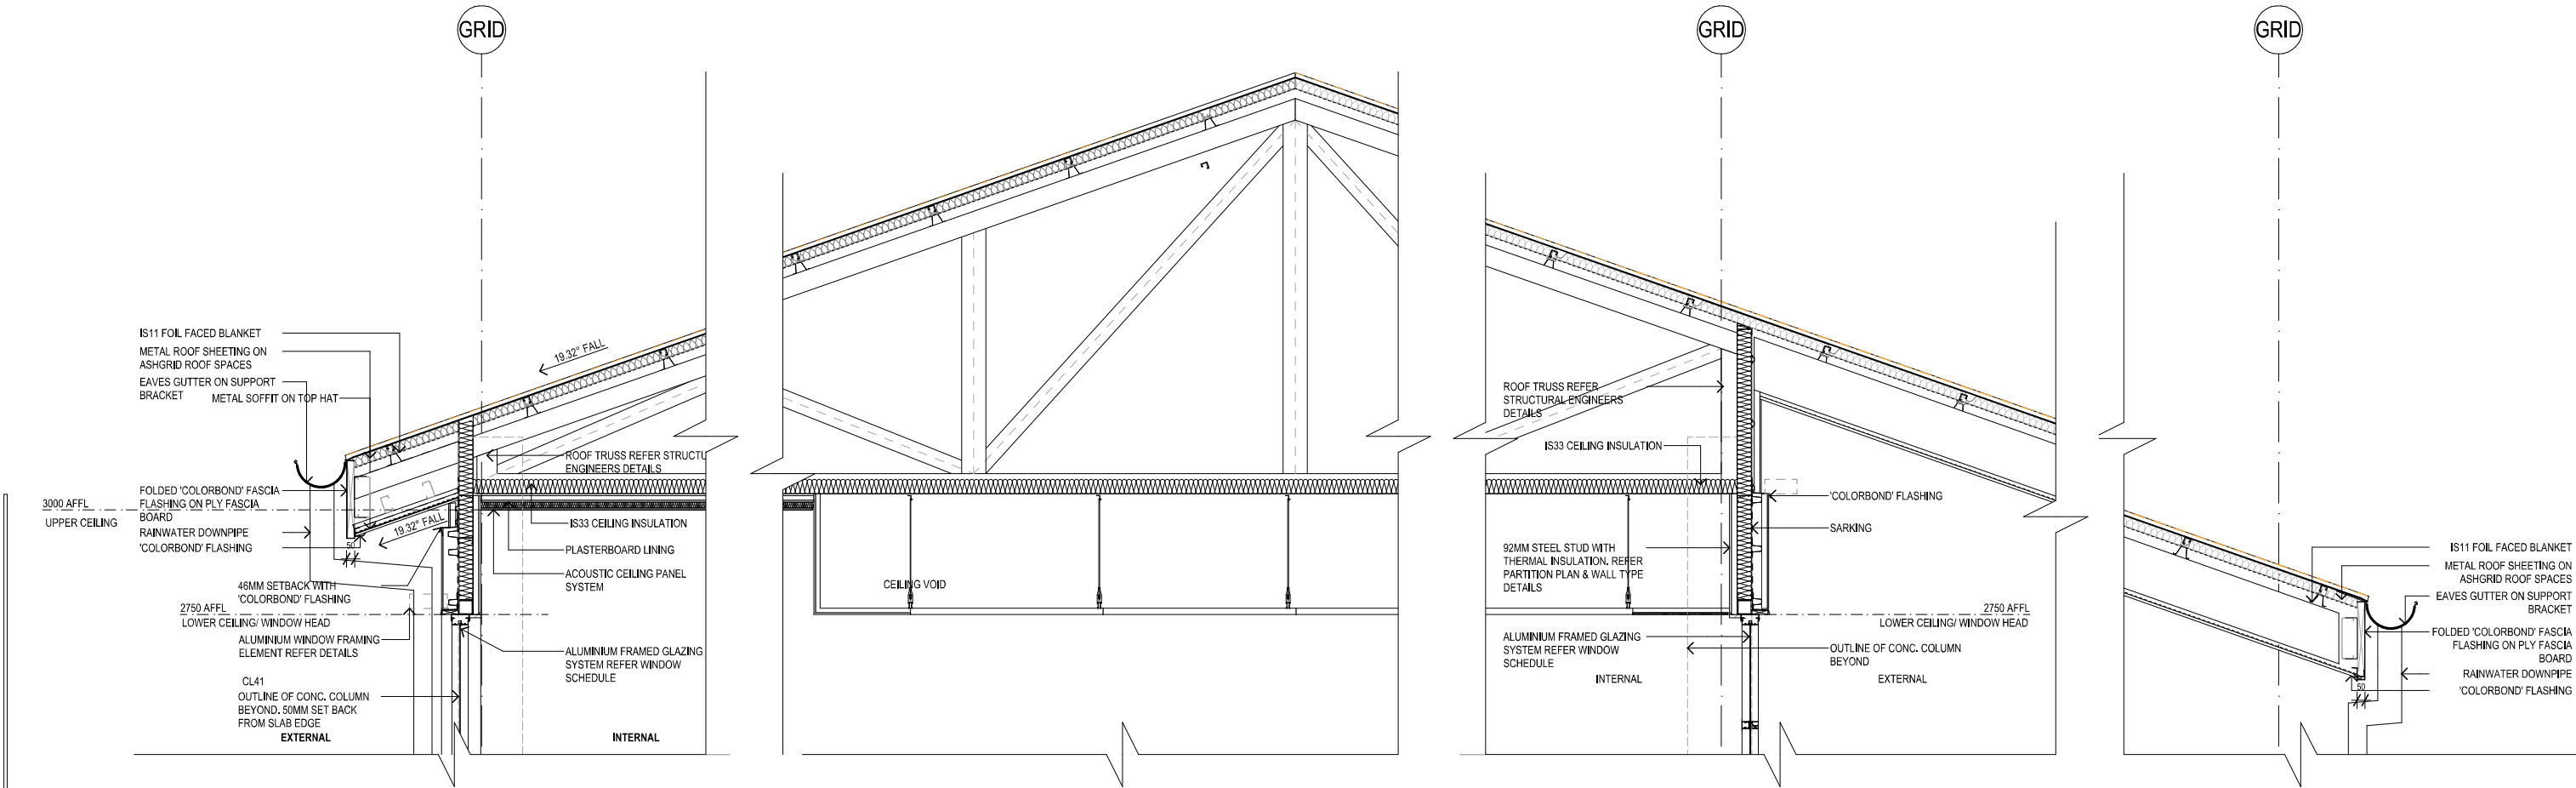 GRID
GRID
GRID
19.32° FALL
IS11 FOIL FACED BLANKET
METAL ROOF SHEETING ON
ASHGRID ROOF SPACES
EAVES GUTTER ON SUPPORT
BRACKET
METAL SOFFIT ON TOP HAT
ROOF TRUSS REFER STRUCTU
ENGINEERS DETAILS
FOLDED 'COLORBOND' FASCIA
FLASHING ON PLY FASCIA
BOARD
3000 AFFL
UPPER CEILING
RAINWATER DOWNPIPE
'COLORBOND' FLASHING
19.32° FALL
50
IS33 CEILING INSULATION
PLASTERBOARD LINING
ACOUSTIC CEILING PANEL
SYSTEM
46MM SETBACK WITH
'COLORBOND' FLASHING
2750 AFFL
LOWER CEILING/ WINDOW HEAD
ALUMINIUM WINDOW FRAMING
ELEMENT REFER DETAILS
ALUMINIUM FRAMED GLAZING
SYSTEM REFER WINDOW
SCHEDULE
CL41
OUTLINE OF CONC. COLUMN
BEYOND. 50MM SET BACK
FROM SLAB EDGE
EXTERNAL
INTERNAL
CEILING VOID
ROOF TRUSS REFER
STRUCTURAL ENGINEERS
DETAILS
IS33 CEILING INSULATION
'COLORBOND' FLASHING
SARKING
92MM STEEL STUD WITH
THERMAL INSULATION. REFER
PARTITION PLAN & WALL TYPE
DETAILS
2750 AFFL
LOWER CEILING/ WINDOW HEAD
ALUMINIUM FRAMED GLAZING
SYSTEM REFER WINDOW
SCHEDULE
OUTLINE OF CONC. COLUMN
BEYOND
INTERNAL
EXTERNAL
IS11 FOIL FACED BLANKET
METAL ROOF SHEETING ON
ASHGRID ROOF SPACES
EAVES GUTTER ON SUPPORT
BRACKET
FOLDED 'COLORBOND' FASCIA
FLASHING ON PLY FASCIA
BOARD
RAINWATER DOWNPIPE
'COLORBOND' FLASHING
50